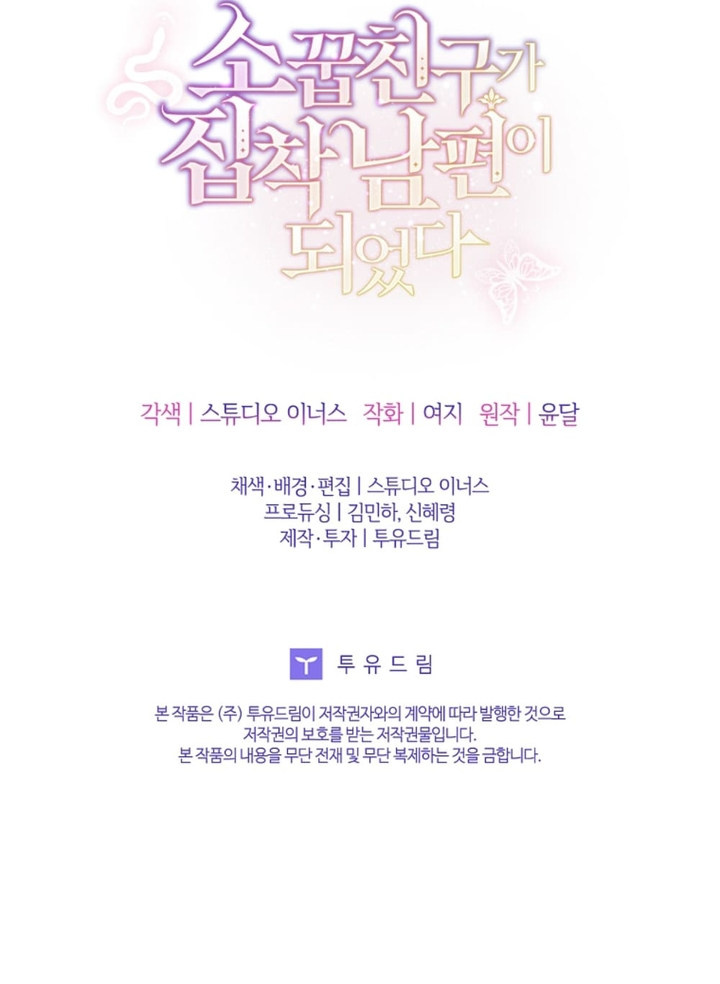 소꿉친구가
집착 남편이
되었다
각색 | 스튜디오 이너스 작화 | 여지 원작 | 윤달
채색·배경·편집 | 스튜디오 이너스
프로듀싱 | 김민하, 신혜령
제작·투자 | 투유드림
투유드림
본 작품은 (주) 투유드림이 저작권자와의 계약에 따라 발행한 것으로
저작권의 보호를 받는 저작권물입니다.
본 작품의 내용을 무단 전재 및 무단 복제하는 것을 금합니다.